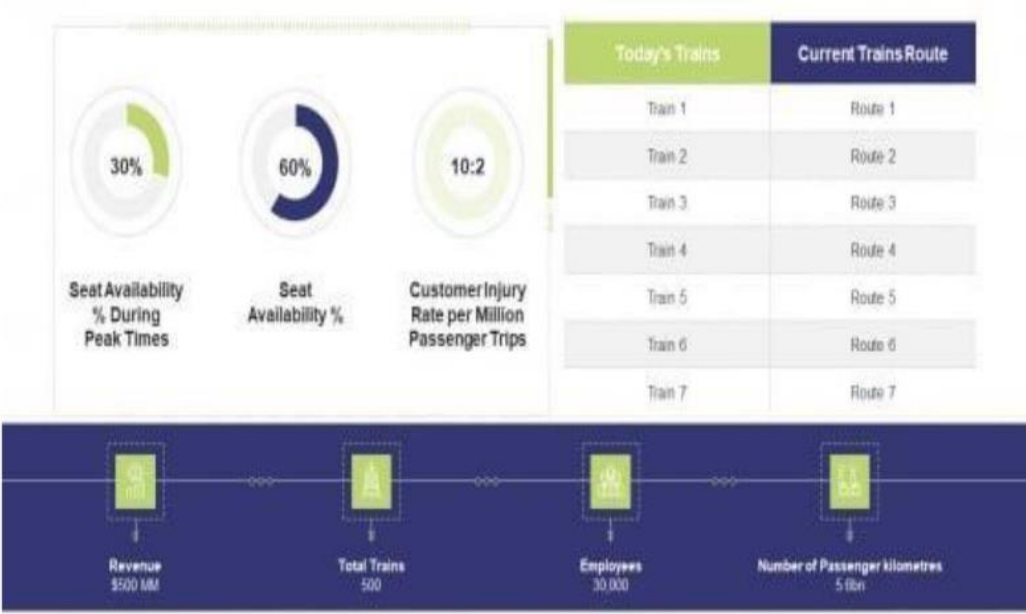 30%
60%
10:2
Seat Availability
% During
Peak Times
Seat
Availability %
Customer Injury
Rate per Million
Passenger Trips
Today's Trains Current Trains Route
Train 1 Route 1
Train 2 Route 2
Train 3 Route 3
Train 4 Route 4
Train 5 Route 5
Train 6 Route 6
Train 7 Route 7
Revenue
$500 MM
Total Trains
500
Employees
30,000
Number of Passenger kilometres